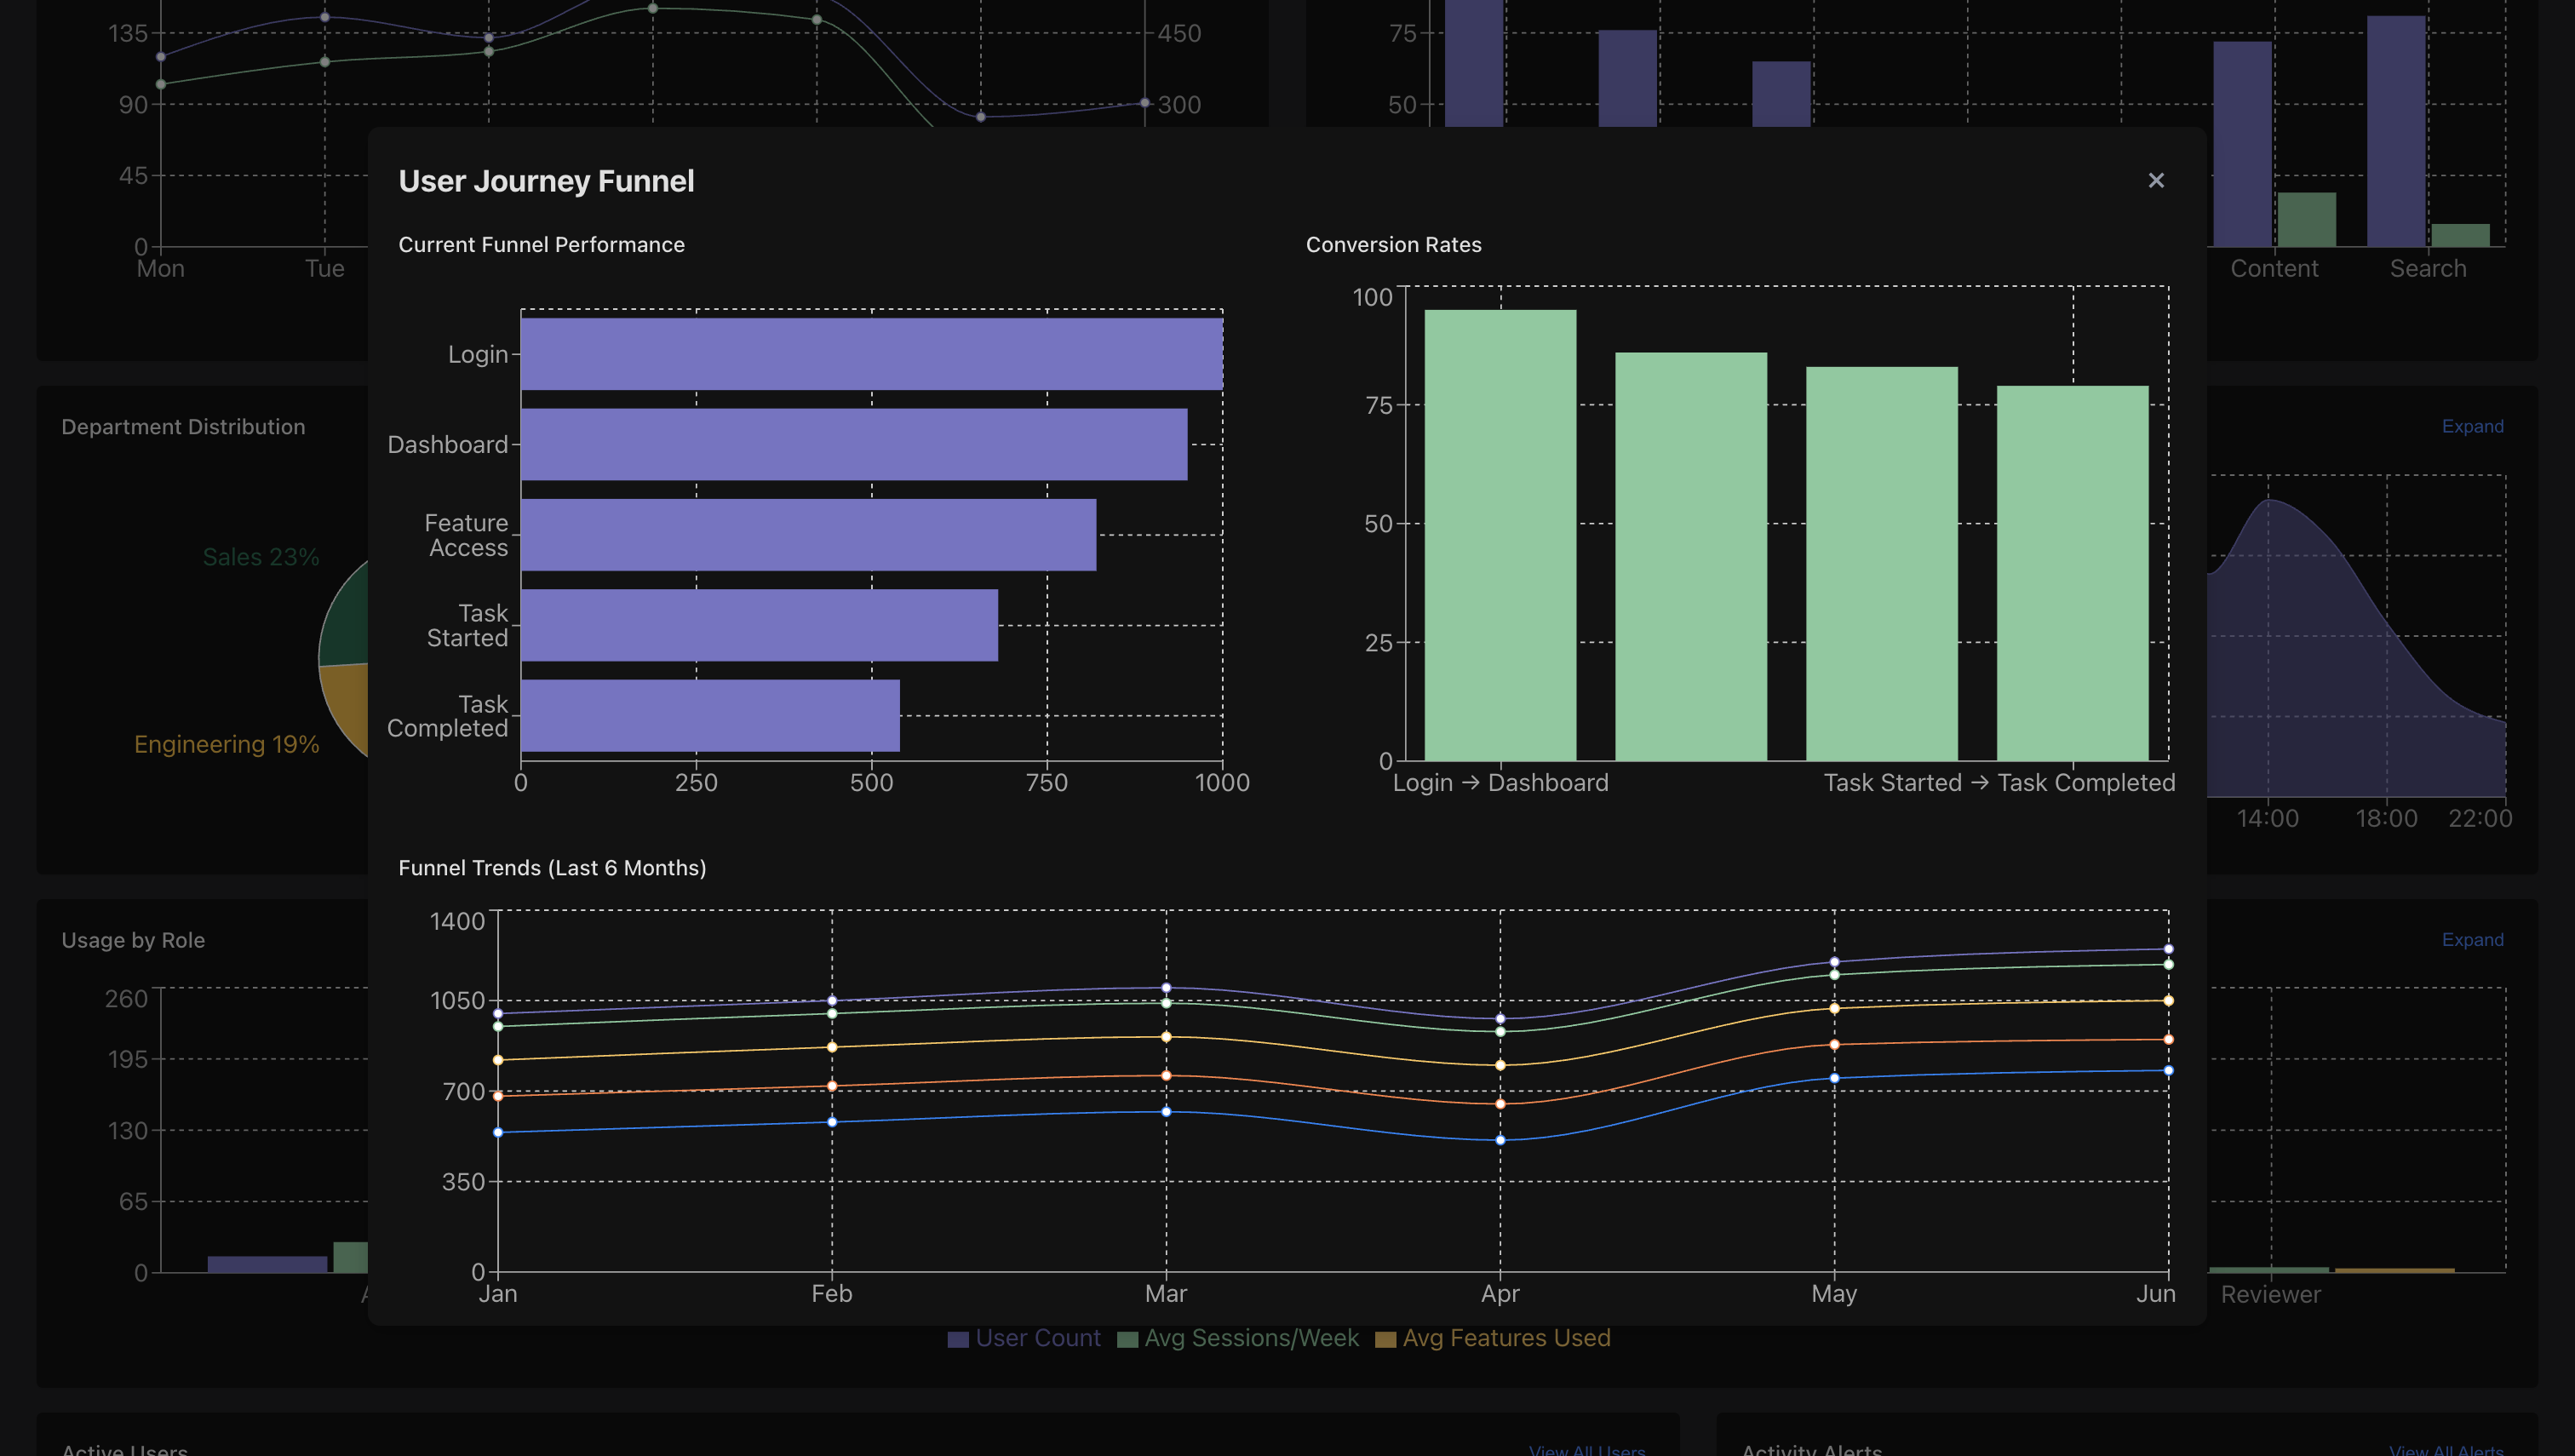 135
90
45
0
Mon
Tue
450
300
75
50
Content
Search
User Journey Funnel
×
Current Funnel Performance
Login
Dashboard
Feature
Access
Task
Started
Task
Completed
0 250 500 750 1000
Conversion Rates
100
75
50
25
0
Login → Dashboard
Task Started → Task Completed
Funnel Trends (Last 6 Months)
1400
1050
700
350
0
Jan Feb Mar Apr May Jun
Department Distribution
Sales 23%
Engineering 19%
Expand
14:00 18:00 22:00
Usage by Role
260
195
130
65
0
Expand
Reviewer
User Count Avg Sessions/Week Avg Features Used
Active Users
View All Users
Activity Alerts
View All Alerts